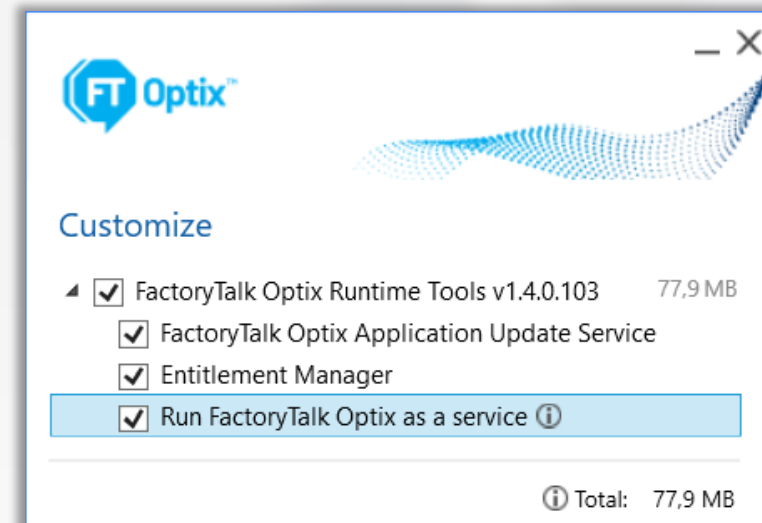 FT Optix™
Customize
FactoryTalk Optix Runtime Tools v1.4.0.103 77,9 MB
FactoryTalk Optix Application Update Service
Entitlement Manager
Run FactoryTalk Optix as a service
Total: 77,9 MB